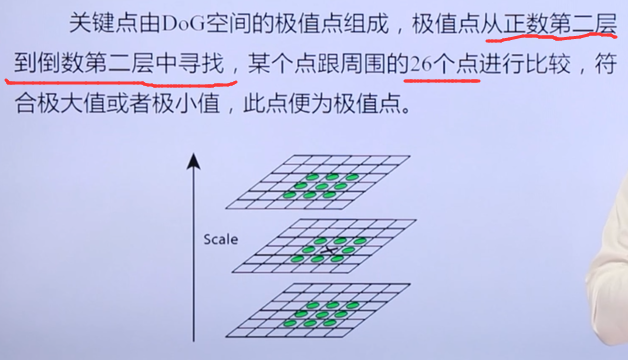 关键点由DoG空间的极值点组成，极值点从正数第二层
到倒数第二层中寻找，某个点跟周围的26个点进行比较，符
合极大值或者极小值，此点便为极值点。
Scale